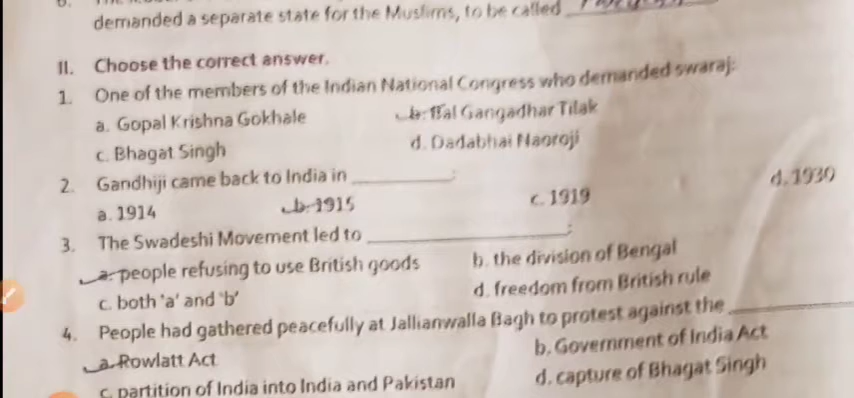 demanded a separate state for the Muslims, to be called
II. Choose the correct answer.
1. One of the members of the Indian National Congress who demanded swaraj:
a. Gopal Krishna Gokhale b. Bal Gangadhar Tilak
c. Bhagat Singh d. Dadabhai Naoroji
2. Gandhiji came back to India in __________:
a. 1914 b. 1915 c. 1919 d. 1930
3. The Swadeshi Movement led to __________:
a. people refusing to use British goods b. the division of Bengal
c. both 'a' and 'b' d. freedom from British rule
4. People had gathered peacefully at Jallianwalla Bagh to protest against the __________
a. Rowlatt Act b. Government of India Act
c. partition of India into India and Pakistan d. capture of Bhagat Singh